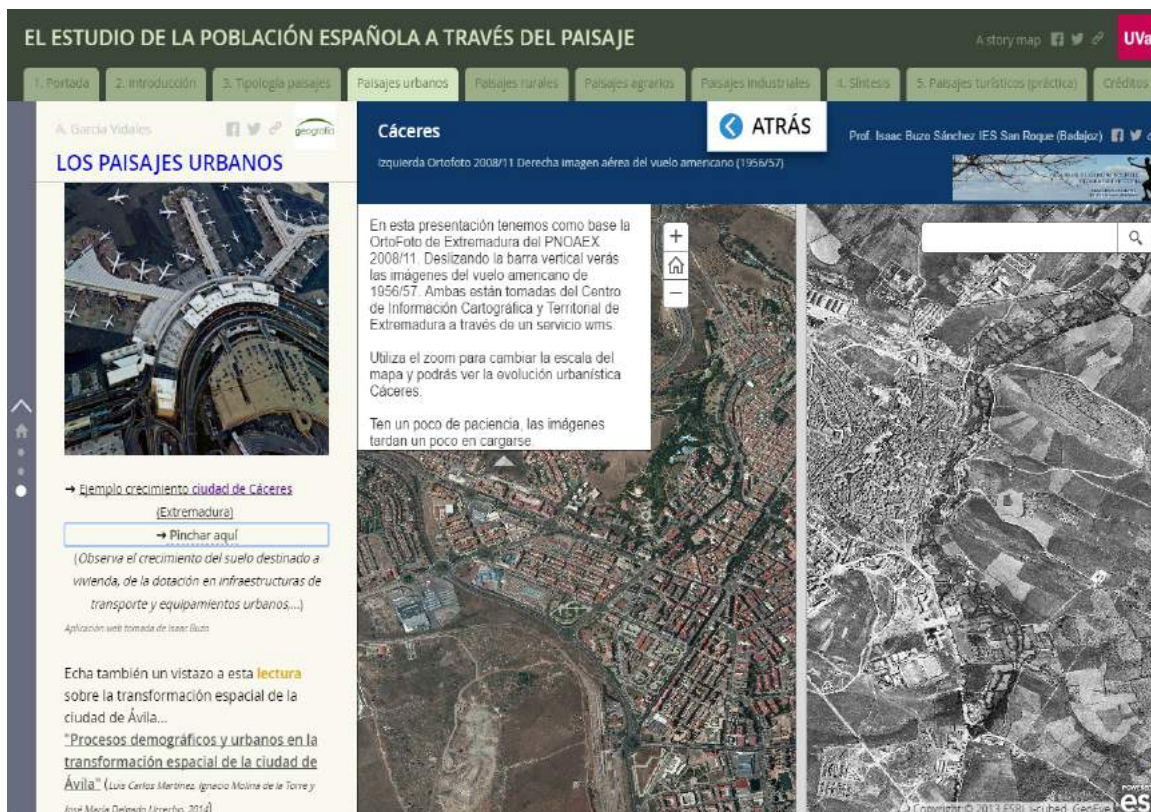 EL ESTUDIO DE LA POBLACIÓN ESPAÑOLA A TRAVÉS DEL PAISAJE
A story map
UVa
1. Portada
2. Introducción
3. Tipología paisajes
Paisajes urbanos
Paisajes rurales
Paisajes agrarios
Paisajes industriales
4. Síntesis
5. Paisajes turísticos (práctica)
Créditos
A. García Vidales
geografía
LOS PAISAJES URBANOS
→ Ejemplo crecimiento ciudad de Cáceres
(Extremadura)
→ Pinchar aquí
(Observa el crecimiento del suelo destinado a
vivienda, de la dotación en infraestructuras de
transporte y equipamientos urbanos,...)
Aplicación web tomada de Isaac Buzo
Echa también un vistazo a esta lectura
sobre la transformación espacial de la
ciudad de Ávila...
"Procesos demográficos y urbanos en la
transformación espacial de la ciudad de
Ávila" (Luis Carlos Martínez, Ignacio Molina de la Torre y
José María Delgado Urrecho, 2014)
Cáceres
ATRÁS
Prof. Isaac Buzo Sánchez IES San Roque (Badajoz)
Izquierda Ortofoto 2008/11 Derecha imagen aérea del vuelo americano (1956/57)
En esta presentación tenemos como base la
OrtoFoto de Extremadura del PNOAEX
2008/11. Deslizando la barra vertical verás
las imágenes del vuelo americano de
1956/57. Ambas están tomadas del Centro
de Información Cartográfica y Territorial de
Extremadura a través de un servicio wms.
Utiliza el zoom para cambiar la escala del
mapa y podrás ver la evolución urbanística
Cáceres.
Ten un poco de paciencia, las imágenes
tardan un poco en cargarse.
Copyright © 2013 ESRI
POWERED
es